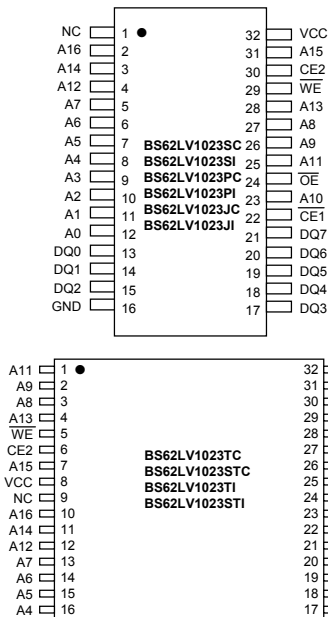 NC 1 32 VCC
A16 2 31 A15
A14 3 30 CE2
A12 4 29 WE
A7 5 28 A13
A6 6 27 A8
A5 7 BS62LV1023SC 26 A9
A4 8 BS62LV1023SI 25 A11
A3 9 BS62LV1023PC 24 OE
A2 10 BS62LV1023PI 23 A10
A1 11 BS62LV1023JC 22 CE1
A0 12 BS62LV1023JI 21 DQ7
DQ0 13 20 DQ6
DQ1 14 19 DQ5
DQ2 15 18 DQ4
GND 16 17 DQ3
A11 1 32
A9 2 31
A8 3 30
A13 4 29
WE 5 28
CE2 6 27
A15 7 BS62LV1023TC 26
VCC 8 BS62LV1023STC 25
NC 9 BS62LV1023TI 24
A16 10 BS62LV1023STI 23
A14 11 22
A12 12 21
A7 13 20
A6 14 19
A5 15 18
A4 16 17